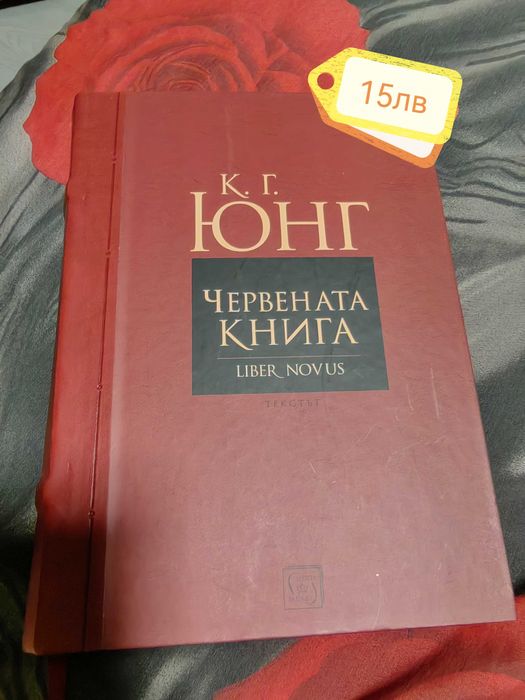 15лв
К. Г.
ЮНГ
ЧЕРВЕНАТА
КНИГА
LIBER NOVUS
ТЕКСТЪТ